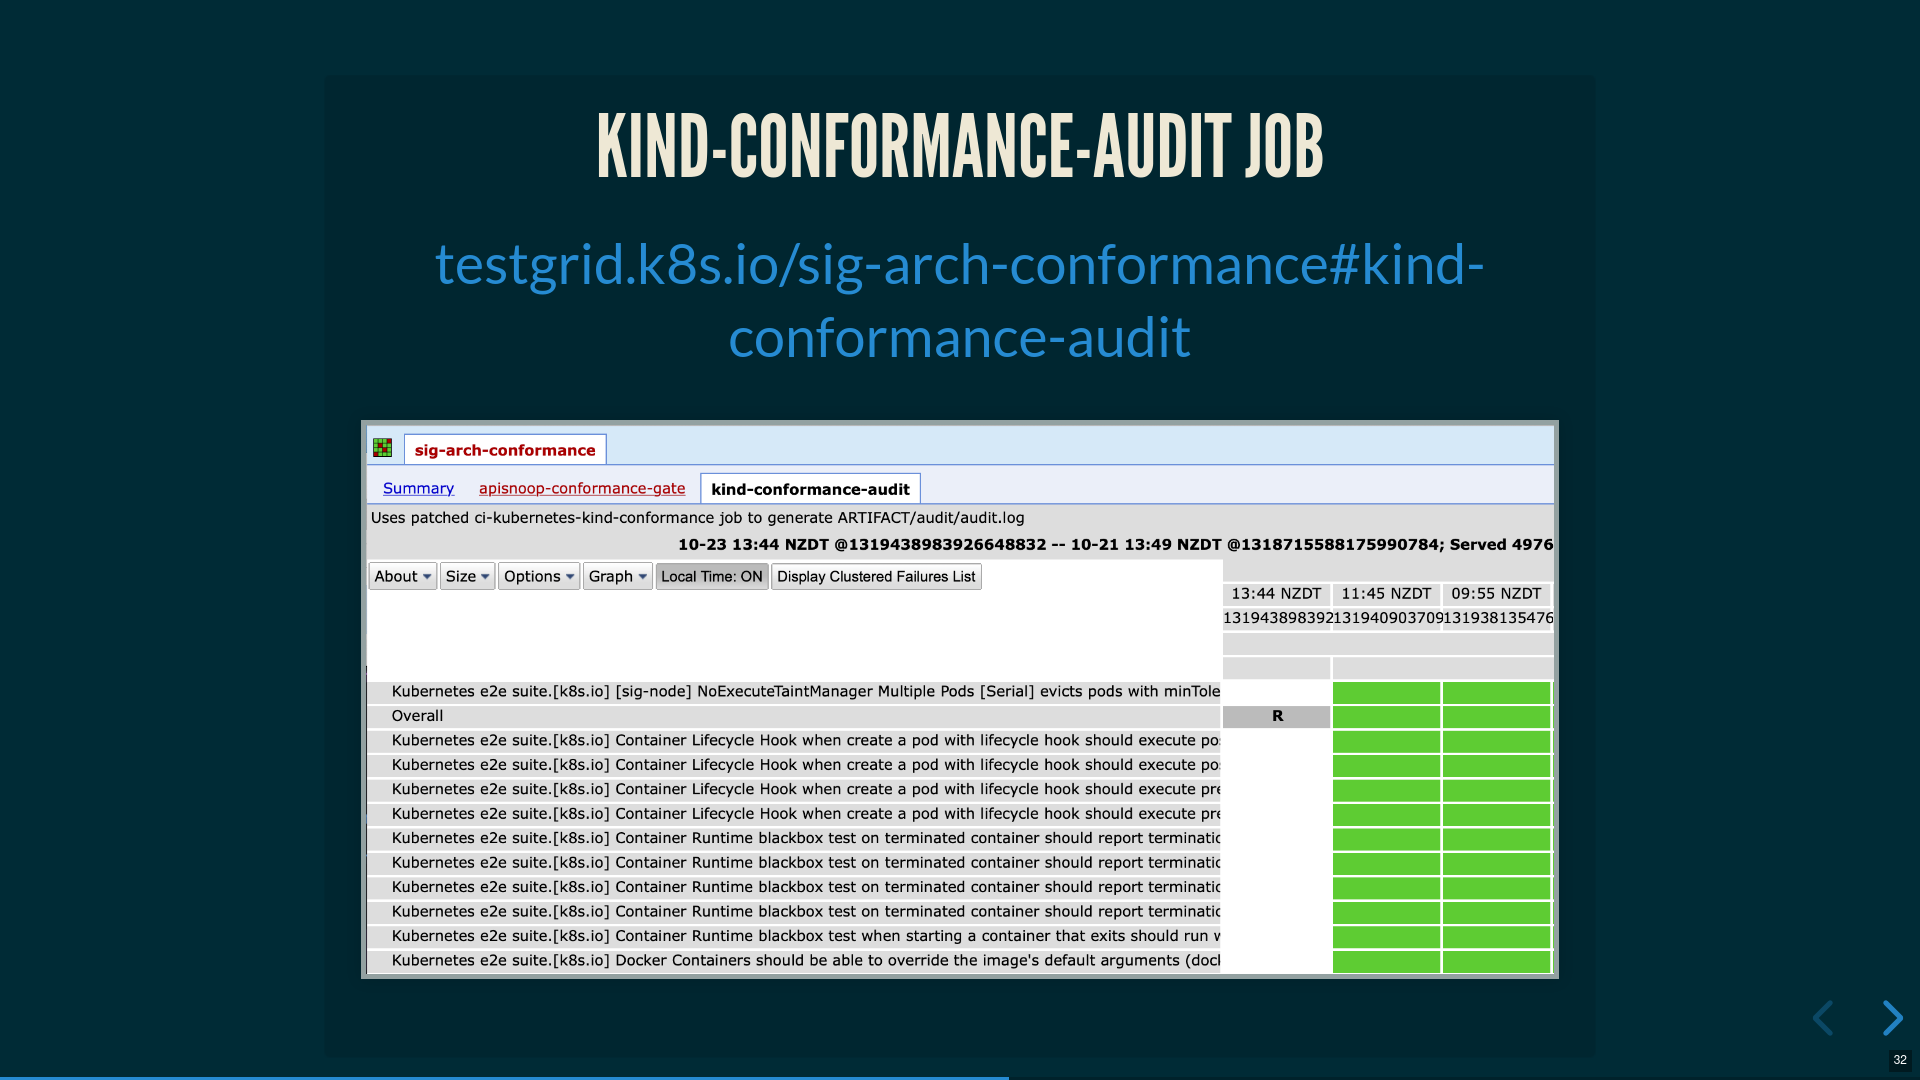 KIND-CONFORMANCE-AUDIT JOB
testgrid.k8s.io/sig-arch-conformance#kind-
conformance-audit
sig-arch-conformance
Summary apisnoop-conformance-gate kind-conformance-audit
Uses patched ci-kubernetes-kind-conformance job to generate ARTIFACT/audit/audit.log
10-23 13:44 NZDT @1319438983926648832 -- 10-21 13:49 NZDT @1318715588175990784; Served 4976
About Size Options Graph Local Time: ON Display Clustered Failures List
13:44 NZDT 11:45 NZDT 09:55 NZDT
131943898392 131940903709 131938135476
Kubernetes e2e suite.[k8s.io] [sig-node] NoExecuteTaintManager Multiple Pods [Serial] evicts pods with minTole
Overall R
Kubernetes e2e suite.[k8s.io] Container Lifecycle Hook when create a pod with lifecycle hook should execute po
Kubernetes e2e suite.[k8s.io] Container Lifecycle Hook when create a pod with lifecycle hook should execute po
Kubernetes e2e suite.[k8s.io] Container Lifecycle Hook when create a pod with lifecycle hook should execute pre
Kubernetes e2e suite.[k8s.io] Container Lifecycle Hook when create a pod with lifecycle hook should execute pre
Kubernetes e2e suite.[k8s.io] Container Runtime blackbox test on terminated container should report terminatio
Kubernetes e2e suite.[k8s.io] Container Runtime blackbox test on terminated container should report terminatio
Kubernetes e2e suite.[k8s.io] Container Runtime blackbox test on terminated container should report terminatio
Kubernetes e2e suite.[k8s.io] Container Runtime blackbox test on terminated container should report terminatio
Kubernetes e2e suite.[k8s.io] Container Runtime blackbox test when starting a container that exits should run w
Kubernetes e2e suite.[k8s.io] Docker Containers should be able to override the image's default arguments (dock
32